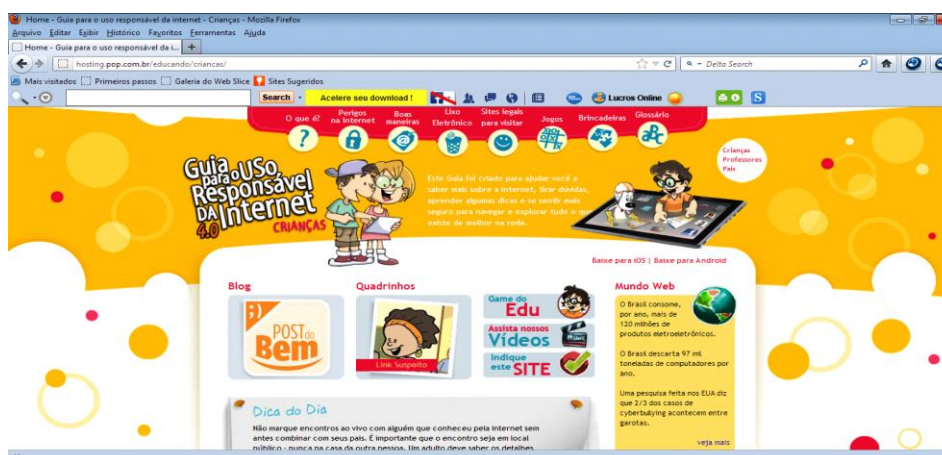 Home - Guia para o uso responsável da internet - Crianças - Mozilla Firefox
Arquivo Editar Exibir Histórico Favoritos Ferramentas Ajuda
Home - Guia para o uso responsável da i...
hosting.pop.com.br/educando/criancas/
Delta Search
Mais visitados Primeiros passos Galeria do Web Slice Sites Sugeridos
Search Acelere seu download ! Lucros Online
O que é?
Perigos
na Internet
Boas
maneiras
Lixo
Eletrônico
Sites legais
para visitar
Jogos
Brincadeiras
Glossário
Crianças
Professores
Pais
Guia
para o USO
Responsável
DA Internet
4.0 CRIANÇAS
Este Guia foi criado para ajudar você a
saber mais sobre a internet, tirar dúvidas,
aprender algumas dicas e se sentir mais
seguro para navegar e explorar tudo o que
existe de melhor na rede.
Baixe para iOS | Baixe para Android
Blog
POST do
Bem
Quadrinhos
Link Suspeito
Game do
Edu
Assista nossos
Vídeos
Indique
este SITE
Mundo Web
O Brasil consome,
por ano, mais de
120 milhões de
produtos eletroeletrônicos.
O Brasil descarta 97 mil
toneladas de computadores por
ano.
Uma pesquisa feita nos EUA diz
que 2/3 dos casos de
cyberbulying acontecem entre
garotas.
veja mais
Dica do Dia
Não marque encontros ao vivo com alguém que conheceu pela internet sem
antes combinar com seus pais. É importante que o encontro seja em local
público - nunca na casa da outra pessoa. Um adulto deve saber os detalhes